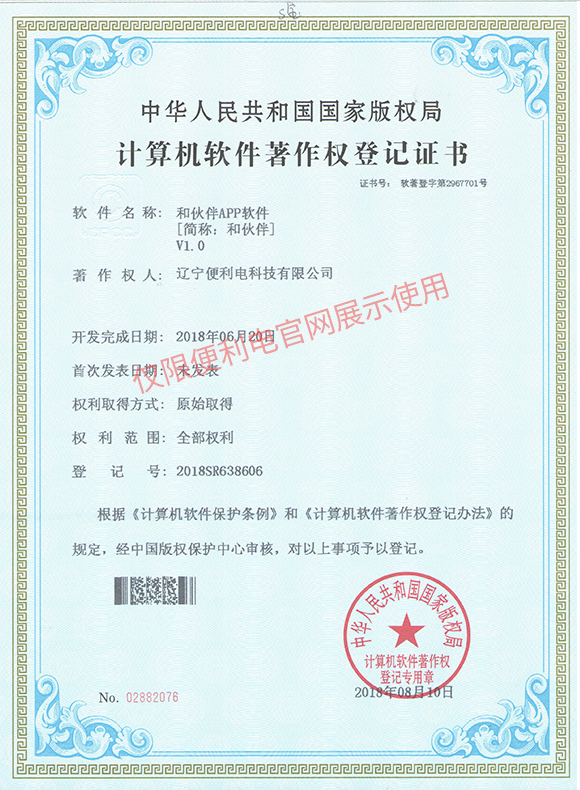 中华人民共和国国家版权局
计算机软件著作权登记证书
证书号： 软著登字第2967701号
软件名称： 和伙伴APP软件
[简称：和伙伴]
V1.0
著作权人： 辽宁便利电科技有限公司
开发完成日期： 2018年06月20日
首次发表日期： 未发表
权利取得方式： 原始取得
权利范围： 全部权利
登记号： 2018SR638606
根据《计算机软件保护条例》和《计算机软件著作权登记办法》的
规定，经中国版权保护中心审核，对以上事项予以登记。
仅限便利电官网展示使用
中华人民共和国国家版权局
计算机软件著作权
登记专用章
2018年08月10日
No. 02882076